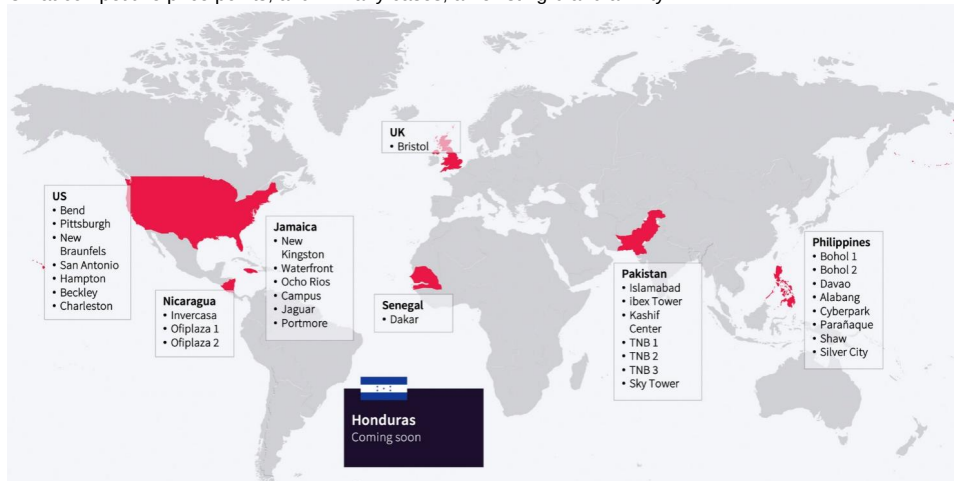 UK
• Bristol
US
• Bend
• Pittsburgh
• New
Braunfels
• San Antonio
• Hampton
• Beckley
• Charleston
Jamaica
• New
Kingston
• Waterfront
• Ocho Rios
• Campus
• Jaguar
• Portmore
Nicaragua
• Invercasa
• Ofiplaza 1
• Ofiplaza 2
Senegal
• Dakar
Pakistan
• Islamabad
• ibex Tower
• Kashif
Center
• TNB 1
• TNB 2
• TNB 3
• Sky Tower
Philippines
• Bohol 1
• Bohol 2
• Davao
• Alabang
• Cyberpark
• Parañaque
• Shaw
• Silver City
Honduras
Coming soon